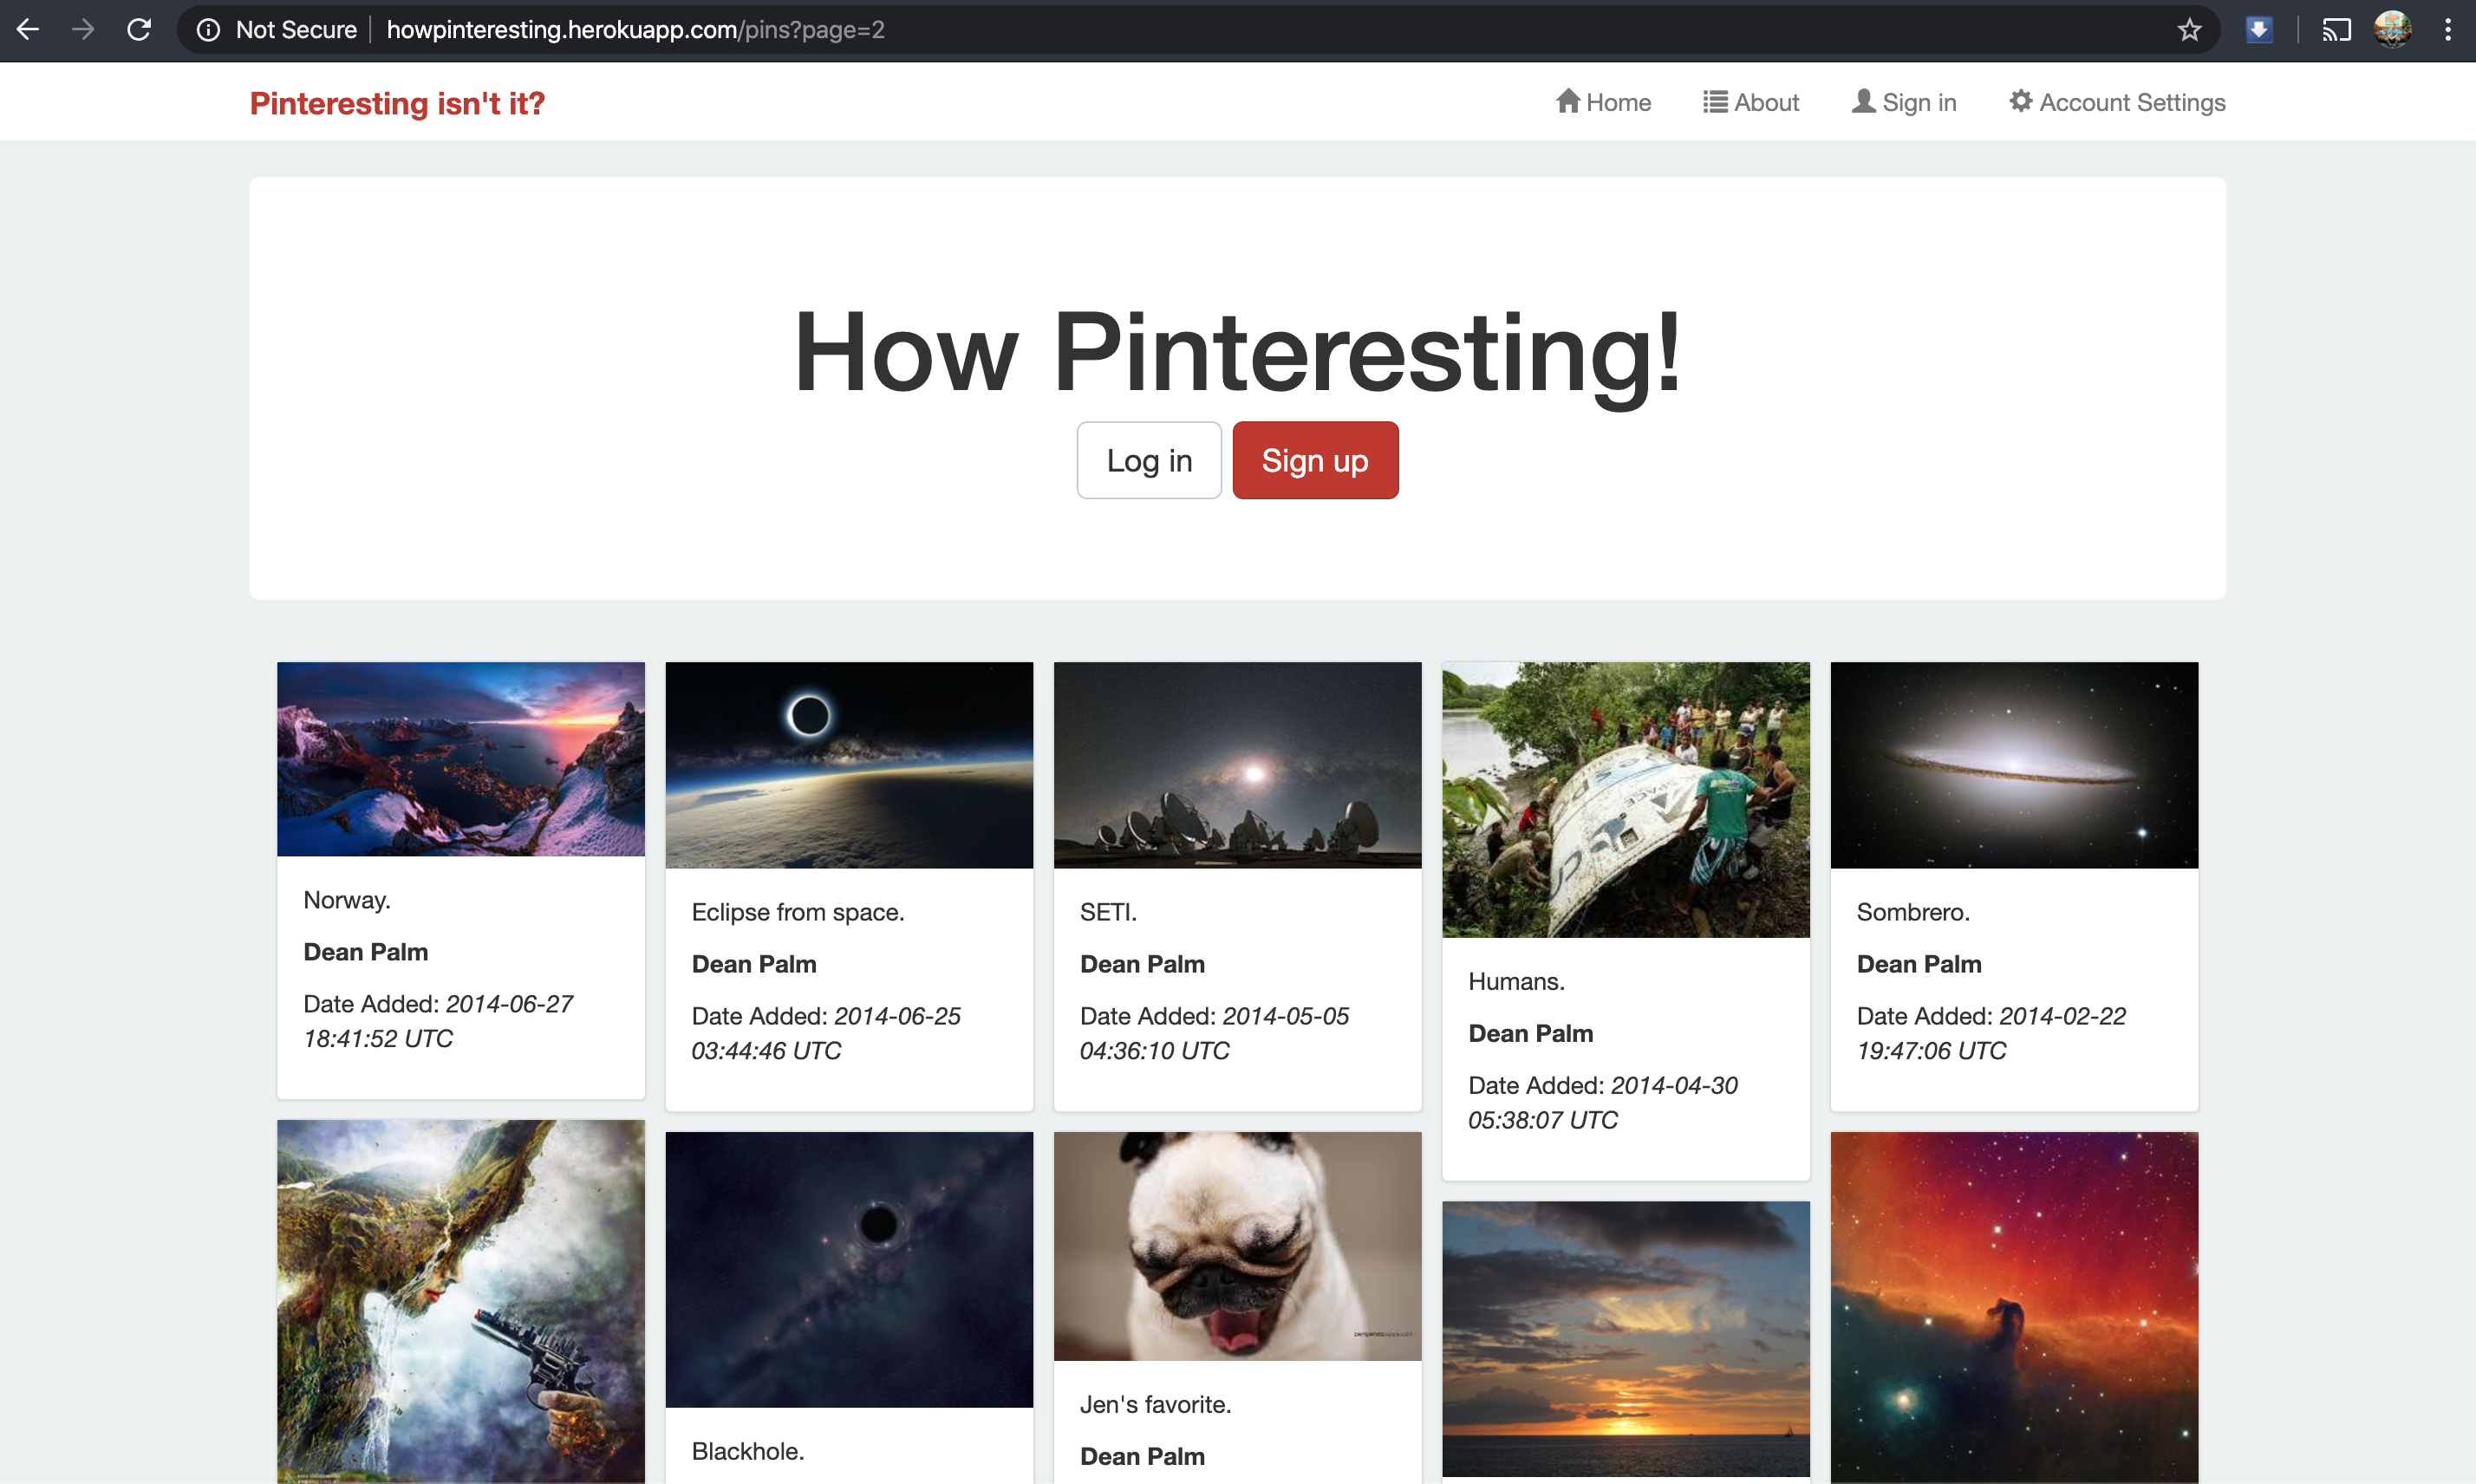 Not Secure howpinteresting.herokuapp.com/pins?page=2
Pinteresting isn't it?
Home
About
Sign in
Account Settings
How Pinteresting!
Log in
Sign up
Norway.
Dean Palm
Date Added: 2014-06-27
18:41:52 UTC
Eclipse from space.
Dean Palm
Date Added: 2014-06-25
03:44:46 UTC
SETI.
Dean Palm
Date Added: 2014-05-05
04:36:10 UTC
Humans.
Dean Palm
Date Added: 2014-04-30
05:38:07 UTC
Sombrero.
Dean Palm
Date Added: 2014-02-22
19:47:06 UTC
Blackhole.
Jen's favorite.
Dean Palm